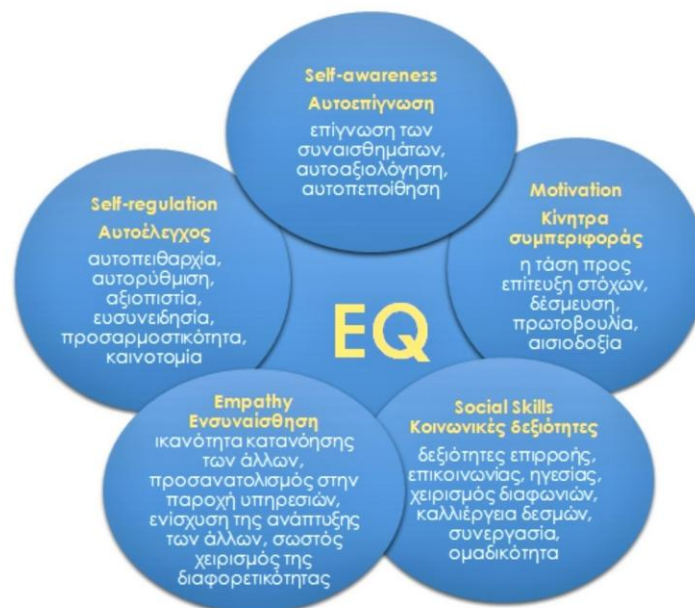 Self-awareness
Αυτοεπίγνωση
επίγνωση των
συναισθημάτων,
αυτοαξιολόγηση,
αυτοπεποίθηση
Self-regulation
Αυτοέλεγχος
αυτοπειθαρχία,
αυτορύθμιση,
αξιοπιστία,
ευσυνειδησία,
προσαρμοστικότητα,
καινοτομία
Motivation
Κίνητρα
συμπεριφοράς
η τάση προς
επίτευξη στόχων,
δέσμευση,
πρωτοβουλία,
αισιοδοξία
EQ
Empathy
Ενσυναίσθηση
ικανότητα κατανόησης
των άλλων,
προσανατολισμός στην
παροχή υπηρεσιών,
ενίσχυση της ανάπτυξης
των άλλων, σωστός
χειρισμός της
διαφορετικότητας
Social Skills
Κοινωνικές δεξιότητες
δεξιότητες επιρροής,
επικοινωνίας, ηγεσίας,
χειρισμός διαφωνιών,
καλλιέργεια δεσμών,
συνεργασία,
ομαδικότητα